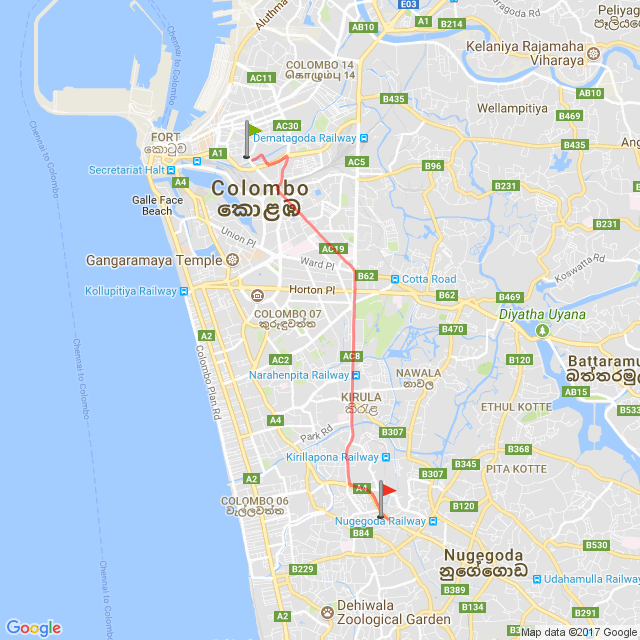 E03
Peliyag
පැලියග
ragoda Rd
A1
B214
Aluthma
AB10
Kelaniya Rajamaha
Viharaya
COLOMBO 14
කොළඹ 14
AC11
B435
AB10
Wellampitiya
B469
Chennai to Colombo
Chennai to Colombo
AC30
Dematagoda Railway
FORT
කොටුව
A1
B435
Secretariat Halt
AC5
B96
A4
B231
Colombo
කොළඹ
Galle Face
Beach
B231
B231
Union Pl
AC19
Ward Pl
Gangaramaya Temple
Koswatta Rd
B62
Cotta Road
Kollupitiya Railway
Horton Pl
B62
B469
COLOMBO 07
කුරුඳුවත්ත
Diyatha Uyana
B470
A2
Chennai to Colombo
Colombo Plan Rd
AC2
AC8
B120
Battaramu
බත්තරමුල
Narahenpita Railway
NAWALA
නාවල
AB15
KIRULA
කිරුළ
ETHUL KOTTE
B533
A4
Park Rd
B307
B368
Kirillapona Railway
B345
PITA KOTTE
A2
B307
A4
COLOMBO 06
වැල්ලවත්ත
B120
Nugegoda Railway
B84
B530
Nugegoda
නුගේගොඩ
B229
Udahamulla Railway
B389
Chennai to Colombo
Dehiwala
Zoological Garden
B134
B120
Google
Map data ©2017 Google